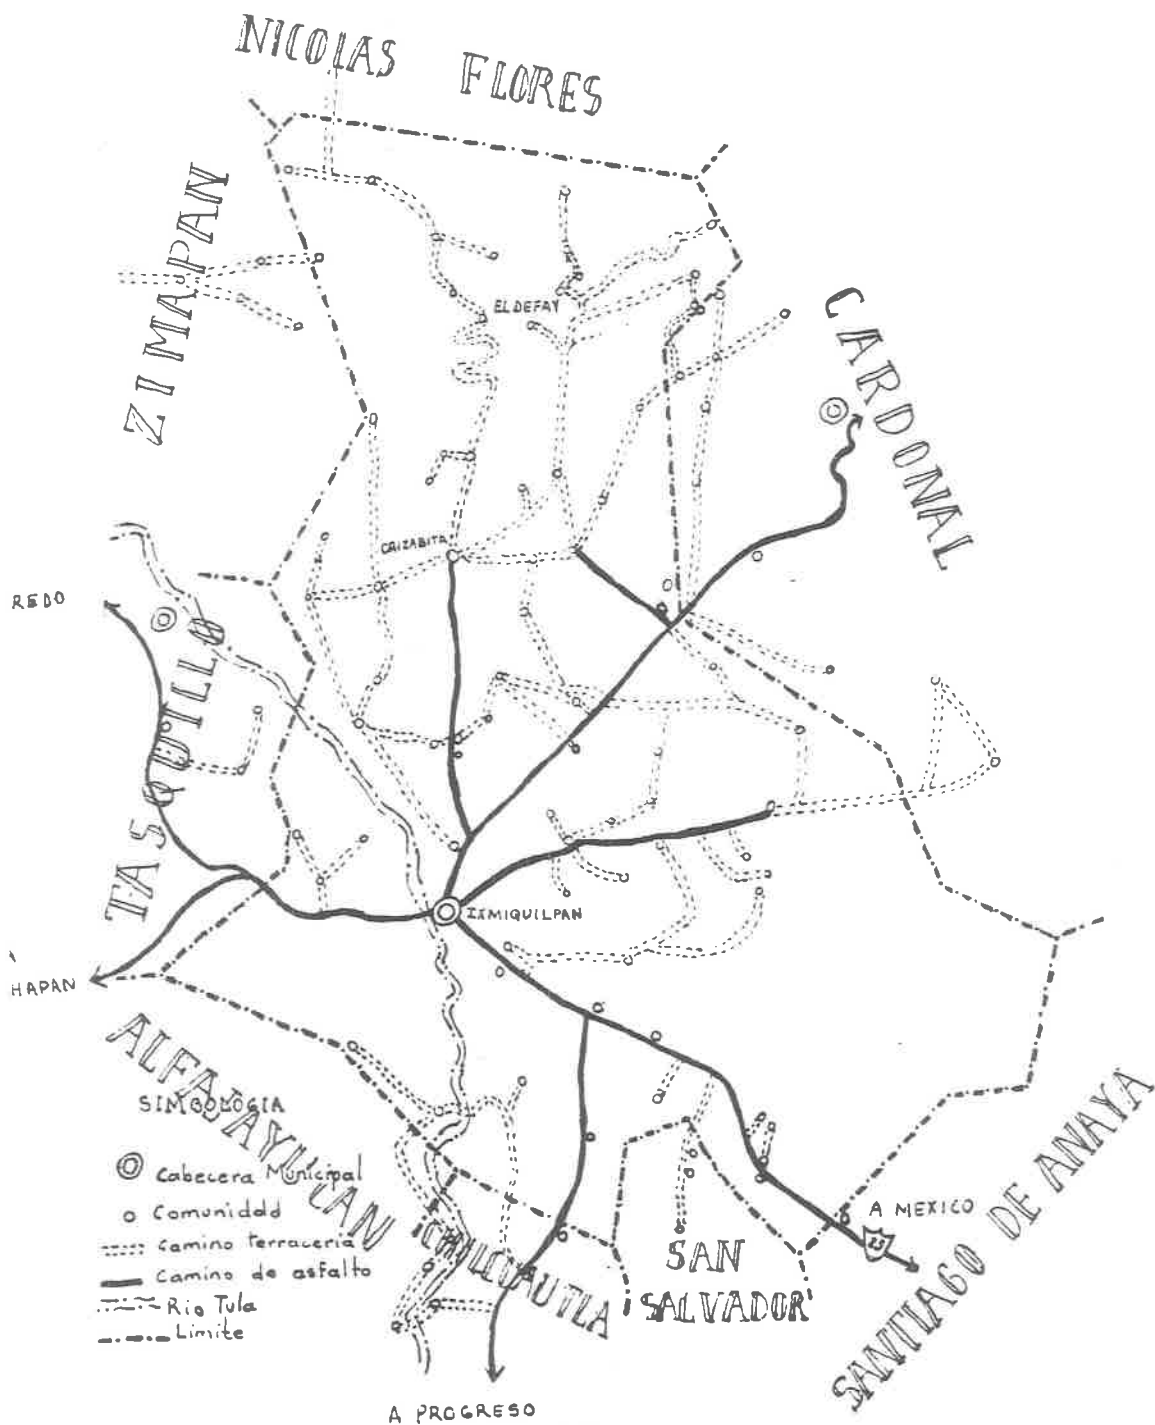 NICOLAS FLORES
ZIMAPAN
EL DEFAY
CARDONAL
ORIZABITA
REDO
TASQUILLO
IXMIQUILPAN
HAPAN
ALFAJAYUCAN
SIMBOLOGIA
Cabecera Municipal
Comunidad
Camino terraceria
Camino de asfalto
Rio Tula
Limite
CHILCUAUTLA
SAN
SALVADOR
A MEXICO
SANTIAGO DE ANAYA
A PROGRESO